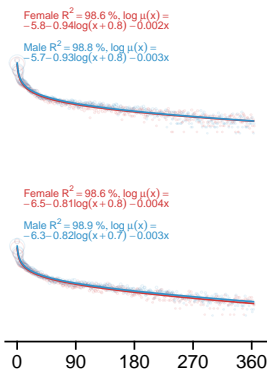 Female R² = 98.6 %, log μ(x) =
−5.8−0.94log(x + 0.8) − 0.002x
Male R² = 98.8 %, log μ(x) =
−5.7−0.93log(x + 0.8) − 0.003x
Female R² = 98.6 %, log μ(x) =
−6.5−0.81log(x + 0.8) − 0.004x
Male R² = 98.9 %, log μ(x) =
−6.3−0.82log(x + 0.7) − 0.003x
0 90 180 270 360